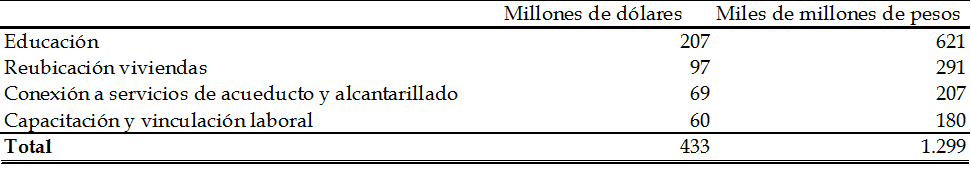 Millones de dólares Miles de millones de pesos
Educación 207 621
Reubicación viviendas 97 291
Conexión a servicios de acueducto y alcantarillado 69 207
Capacitación y vinculación laboral 60 180
Total 433 1.299